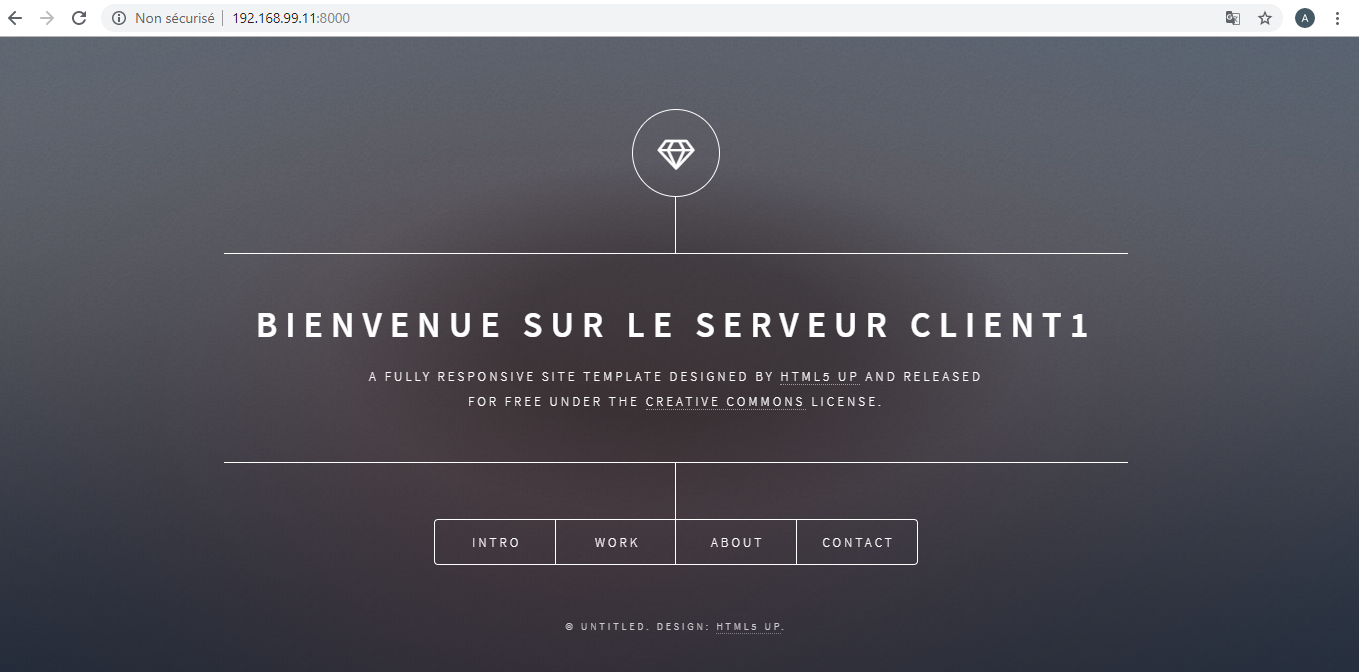 Non sécurisé 192.168.99.11:8000
A
BIENVENUE SUR LE SERVEUR CLIENT1
A FULLY RESPONSIVE SITE TEMPLATE DESIGNED BY HTML5 UP AND RELEASED
FOR FREE UNDER THE CREATIVE COMMONS LICENSE.
INTRO WORK ABOUT CONTACT
© UNTITLED. DESIGN: HTML5 UP.